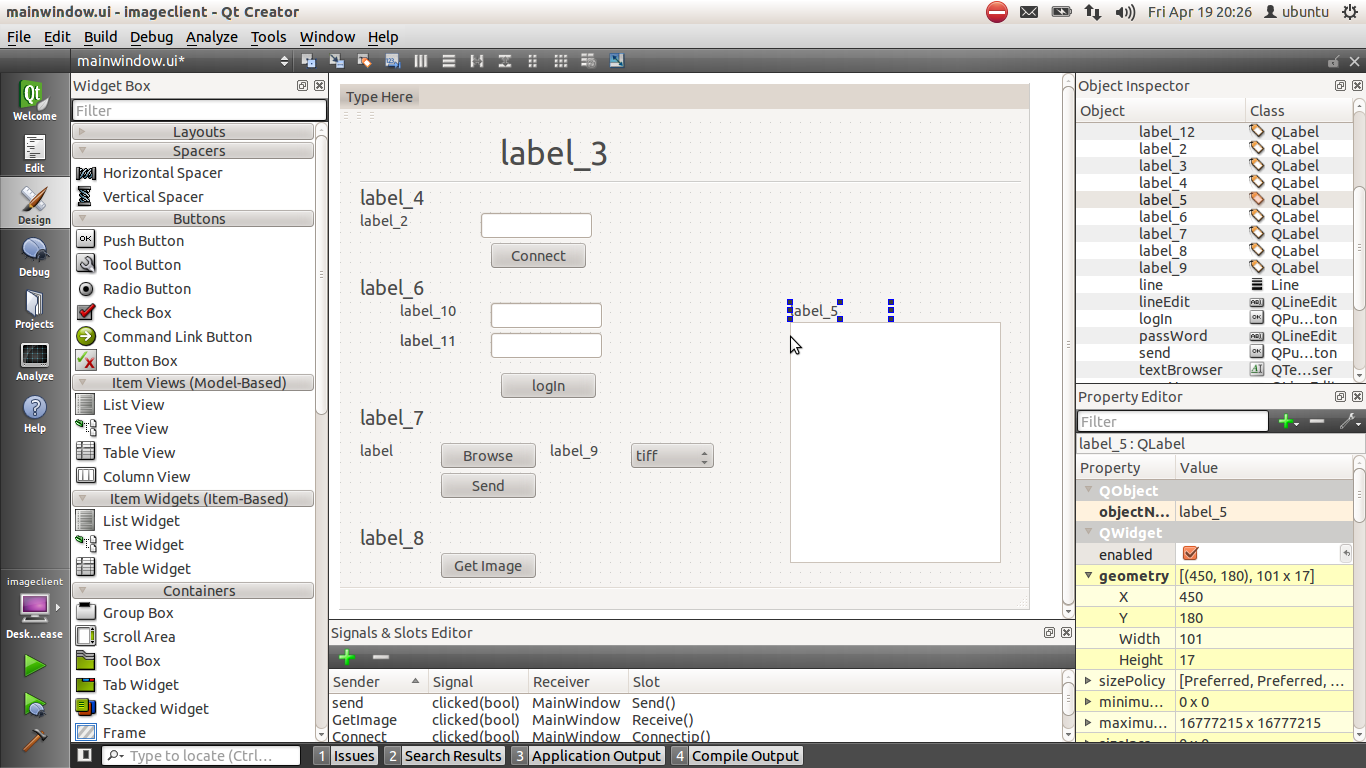 mainwindow.ui - imageclient - Qt Creator
Fri Apr 19 20:26 ubuntu
File Edit Build Debug Analyze Tools Window Help
mainwindow.ui*
Qt
Welcome
Edit
Design
Debug
Projects
Analyze
Help
imageclient
Desk...ease
Widget Box
Filter
Layouts
Spacers
Horizontal Spacer
Vertical Spacer
Buttons
OK Push Button
Tool Button
Radio Button
Check Box
Command Link Button
Button Box
Item Views (Model-Based)
List View
Tree View
Table View
Column View
Item Widgets (Item-Based)
List Widget
Tree Widget
Table Widget
Containers
Group Box
Scroll Area
Tool Box
Tab Widget
Stacked Widget
Frame
Type Here
label_3
label_4
label_2
Connect
label_6
label_10
label_5
label_11
logIn
label_7
label Browse label_9 tiff
Send
label_8
Get Image
Signals & Slots Editor
Sender Signal Receiver Slot
send clicked(bool) MainWindow Send()
GetImage clicked(bool) MainWindow Receive()
Connect clicked(bool) MainWindow Connectip()
Object Inspector
Object Class
label_12 QLabel
label_2 QLabel
label_3 QLabel
label_4 QLabel
label_5 QLabel
label_6 QLabel
label_7 QLabel
label_8 QLabel
label_9 QLabel
line Line
lineEdit QLineEdit
logIn QPu...ton
passWord QLineEdit
send QPu...ton
textBrowser QTe...ser
Property Editor
Filter
label_5 : QLabel
Property Value
QObject
objectN... label_5
QWidget
enabled
geometry [(450, 180), 101 x 17]
X 450
Y 180
Width 101
Height 17
sizePolicy [Preferred, Preferred, ...
minimu... 0 x 0
maximu... 16777215 x 16777215
Type to locate (Ctrl...
1 Issues 2 Search Results 3 Application Output 4 Compile Output